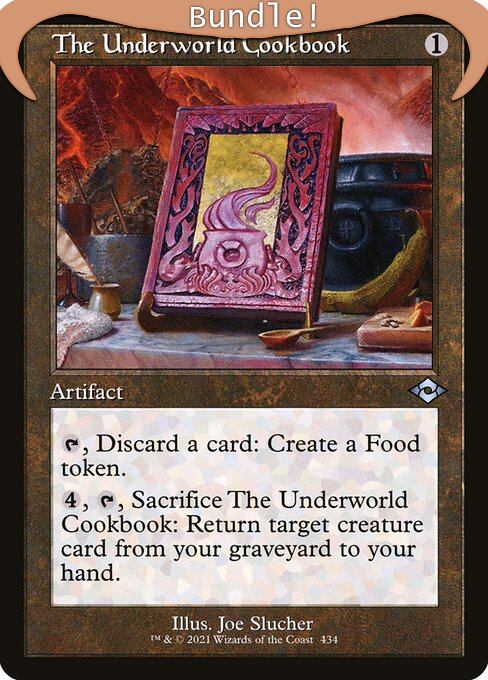 Bundle!
The Underworld Cookbook 1
Artifact
, Discard a card: Create a Food
token.
4, , Sacrifice The Underworld
Cookbook: Return target creature
card from your graveyard to your
hand.
Illus. Joe Slucher
™ & © 2021 Wizards of the Coast 434